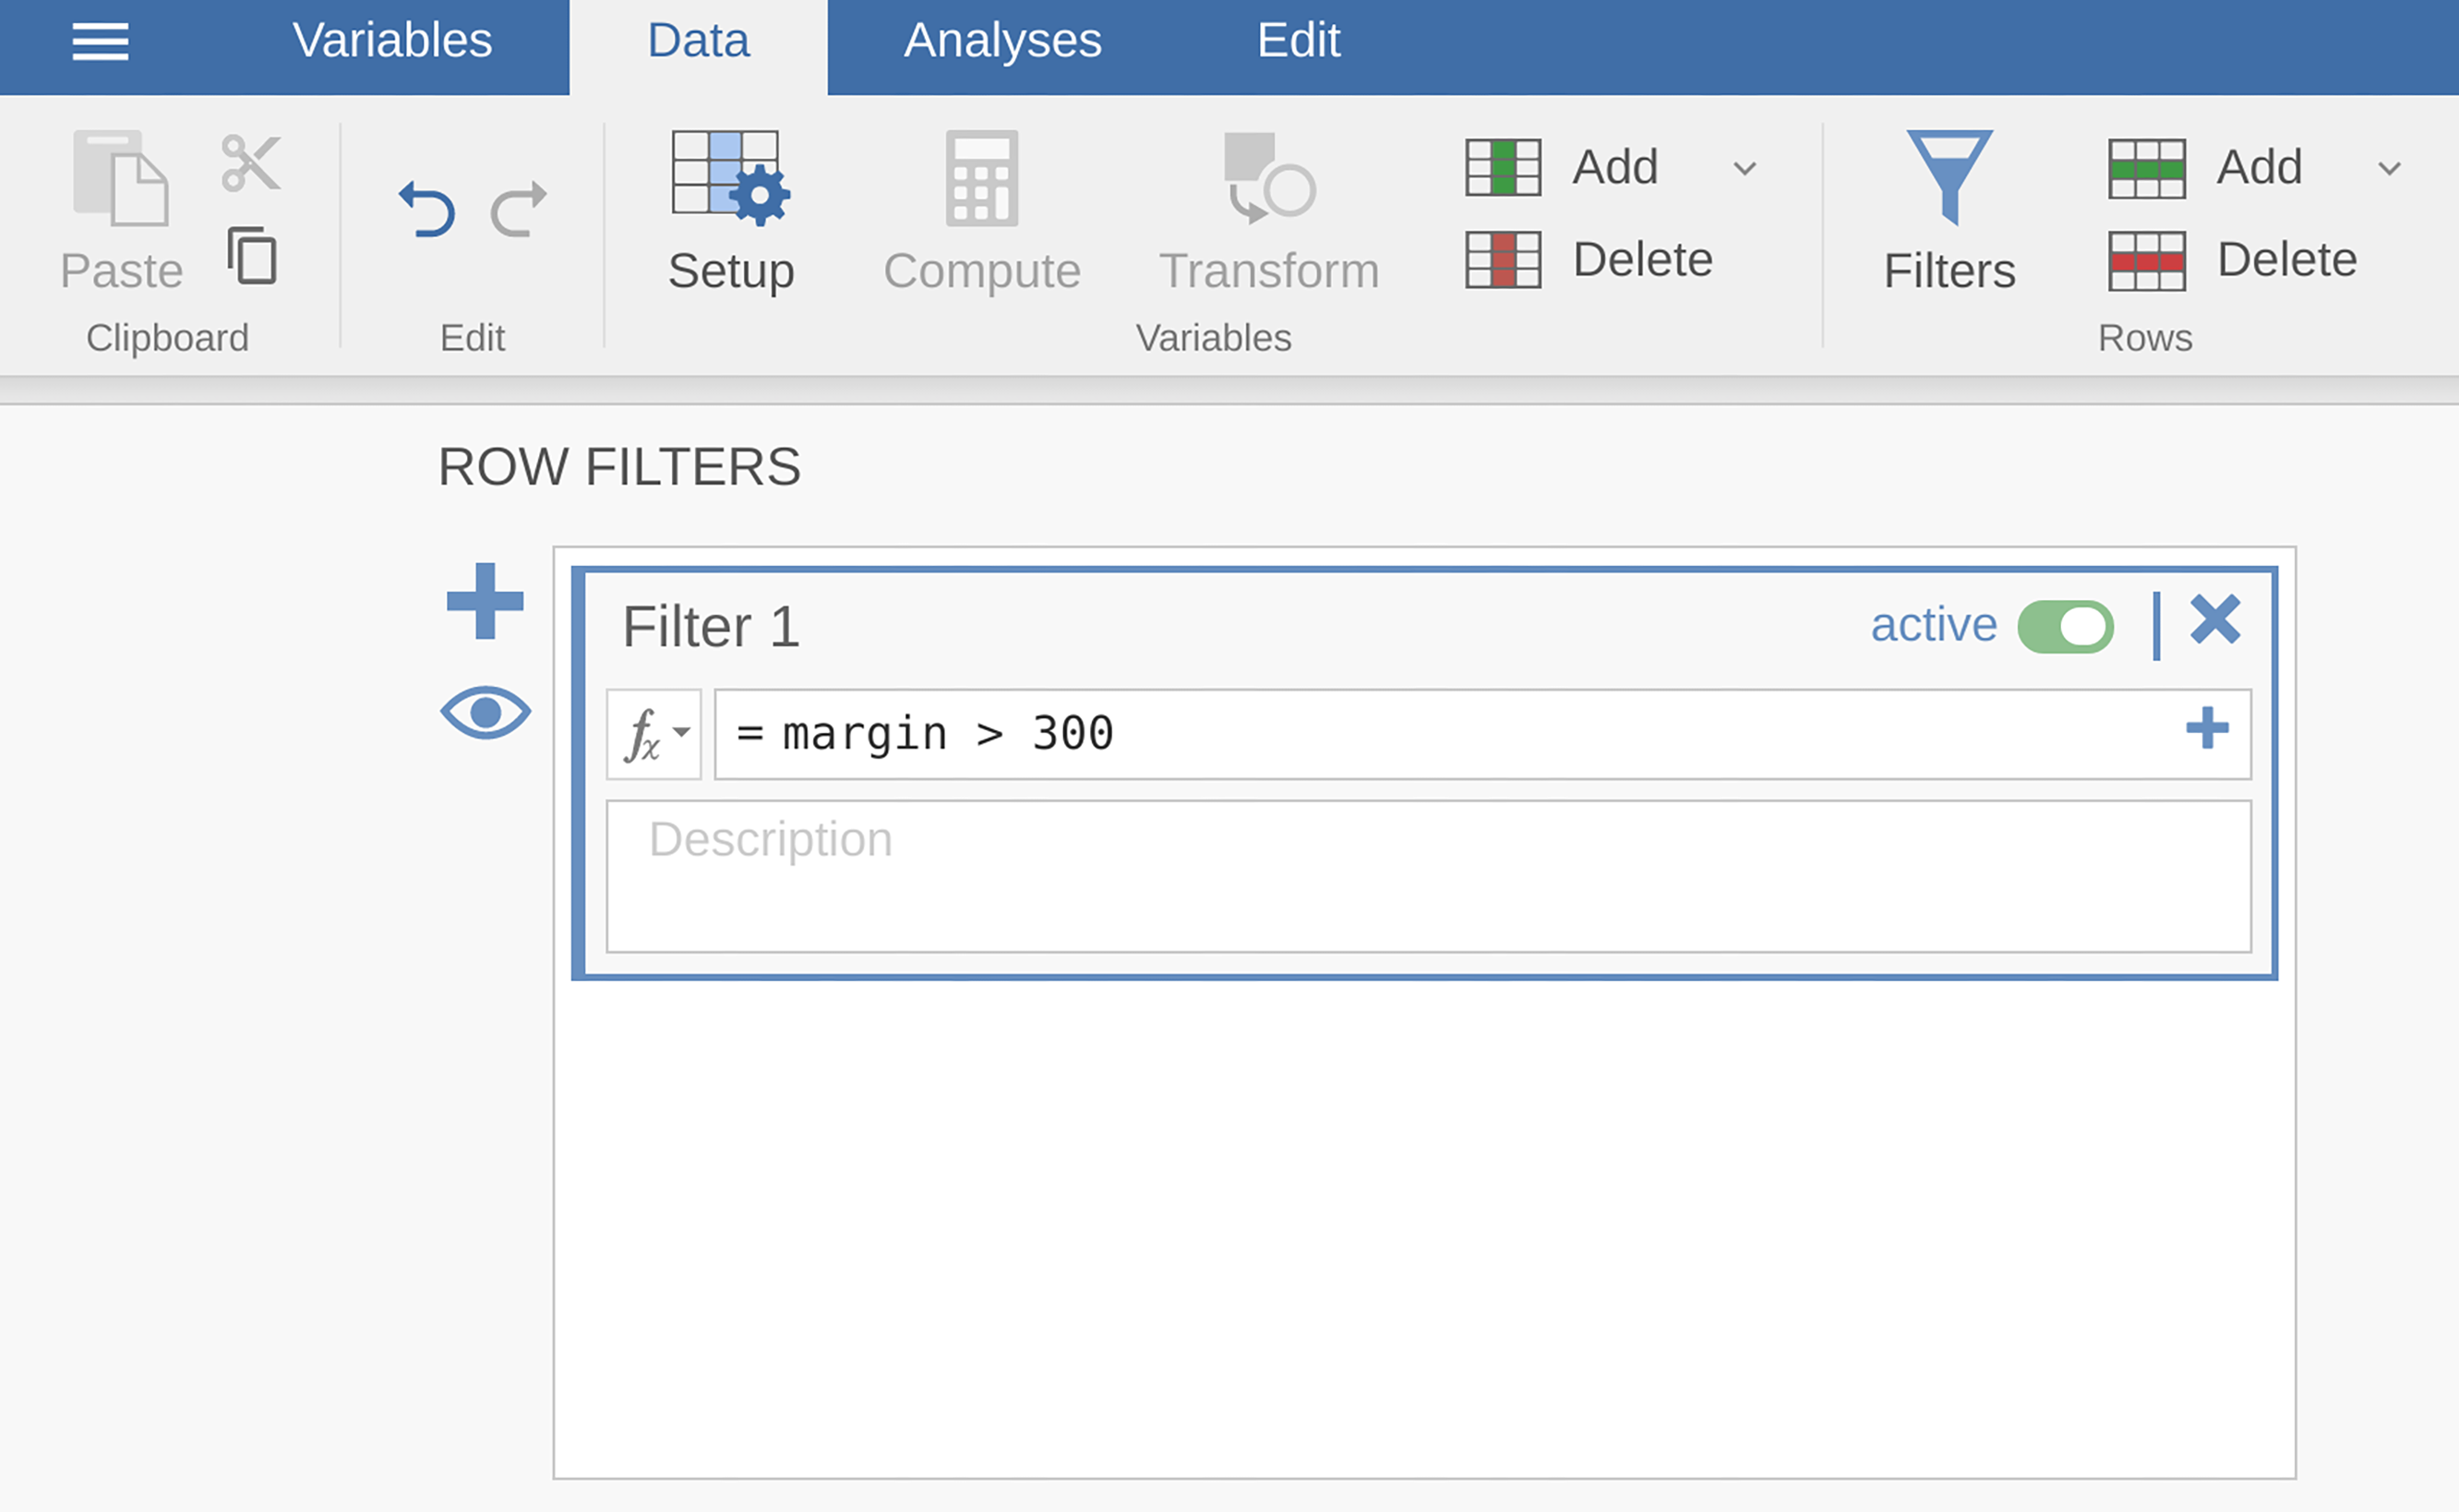 Variables Data Analyses Edit
Paste
Clipboard
Edit
Setup Compute Transform
Add
Delete
Variables
Filters
Add
Delete
Rows
ROW FILTERS
Filter 1 active
fx = margin > 300
Description